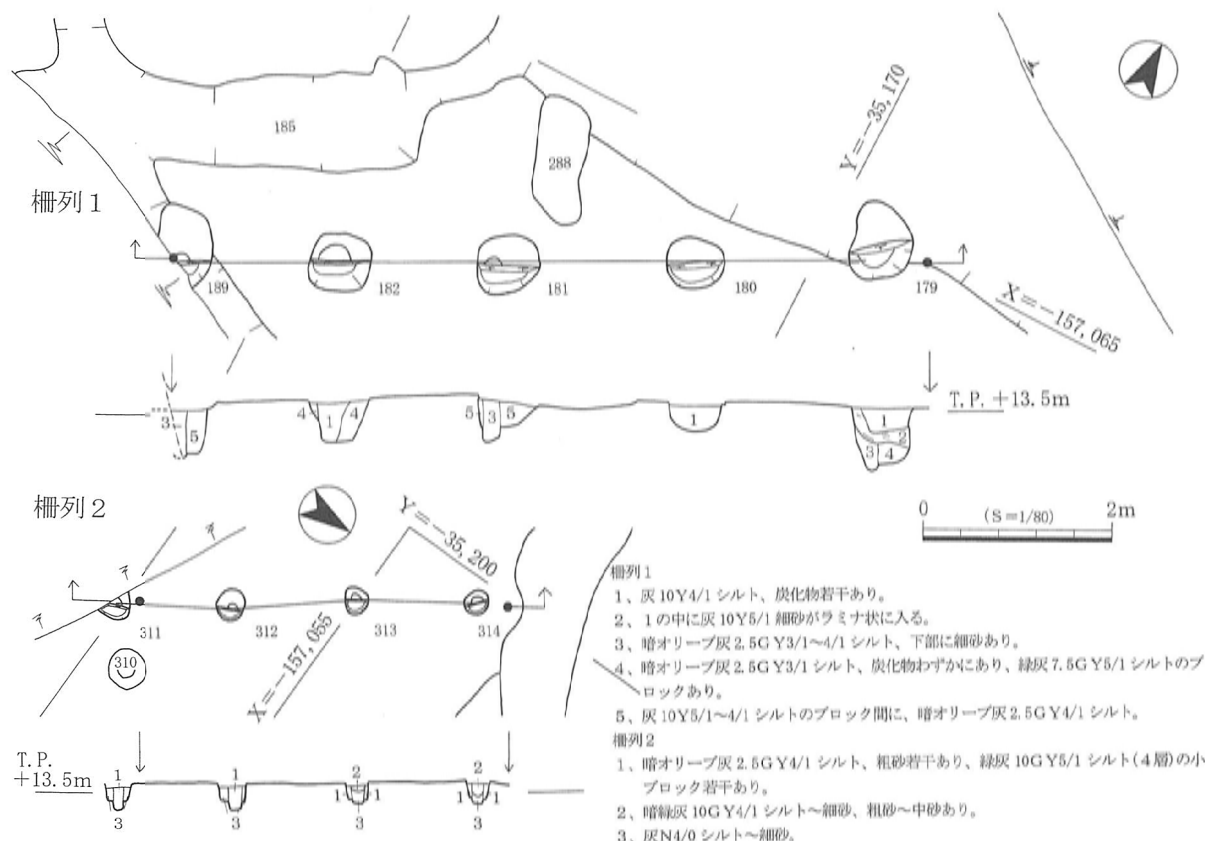 185
288
Y=-35,170
柵列1
189
182
181
180
179
X=-157,065
3
5
4
1
4
5
3
5
1
1
2
3
4
T.P.+13.5m
柵列2
Y=-35,200
0
(S=1/80)
2m
311
312
313
314
310
X=-157,055
T.P.
+13.5m
1
1
2
2
1
1
1
1
3
3
3
3
柵列1
1、灰10Y4/1シルト、炭化物若干あり。
2、1の中に灰10Y5/1細砂がラミナ状に入る。
3、暗オリーブ灰2.5GY3/1~4/1シルト、下部に細砂あり。
4、暗オリーブ灰2.5GY3/1シルト、炭化物わずかにあり、緑灰7.5GY5/1シルトのブ
ロックあり。
5、灰10Y5/1~4/1シルトのブロック間に、暗オリーブ灰2.5GY4/1シルト。
柵列2
1、暗オリーブ灰2.5GY4/1シルト、粗砂若干あり、緑灰10GY5/1シルト(4層)の小
ブロック若干あり。
2、暗緑灰10GY4/1シルト~細砂、粗砂~中砂あり。
3、灰N4/0シルト~細砂。